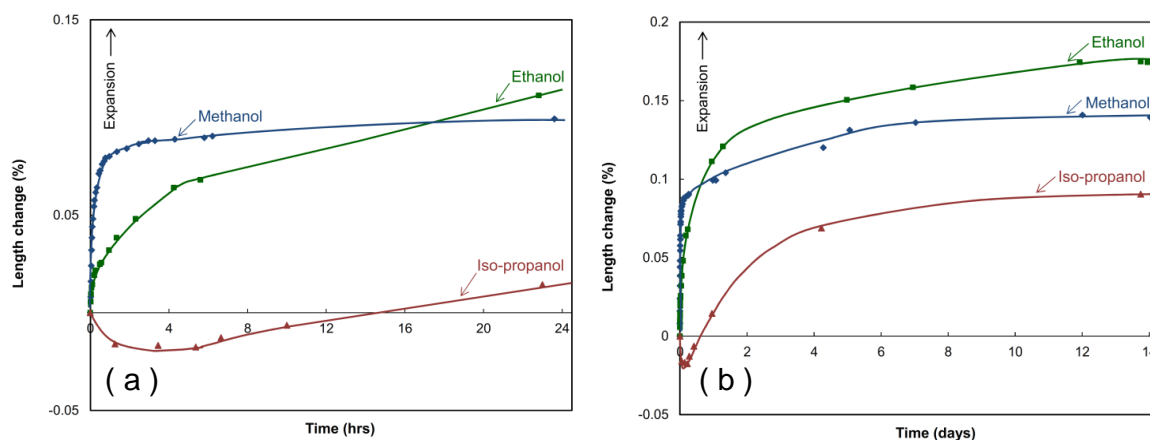 0.15
Expansion
Ethanol
Methanol
0.05
Length change (%)
Iso-propanol
0
0 4 8 12 16 20 24
( a )
-0.05
Time (hrs)
0.2
Expansion
Ethanol
0.15
Methanol
0.1
Iso-propanol
Length change (%)
0.05
0
0 2 4 6 8 10 12 14
( b )
-0.05
Time (days)